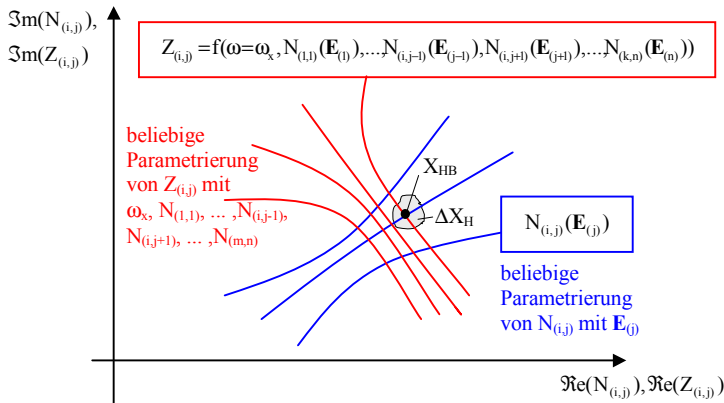 ℑm(N(i,j)),
ℑm(Z(i,j))
Z(i,j) =f(ω=ωx,N(1,1)(E(1)),...,N(i,j−1)(E(j−1)),N(i,j+1)(E(j+1)),...,N(k,n)(E(n)))
beliebige
Parametrierung
von Z(i,j) mit
ωx, N(1,1), ... ,N(i,j-1),
N(i,j+1), ... ,N(m,n)
XHB
ΔXH
N(i,j)(E(j))
beliebige
Parametrierung
von N(i,j) mit E(j)
ℜe(N(i,j)),ℜe(Z(i,j))